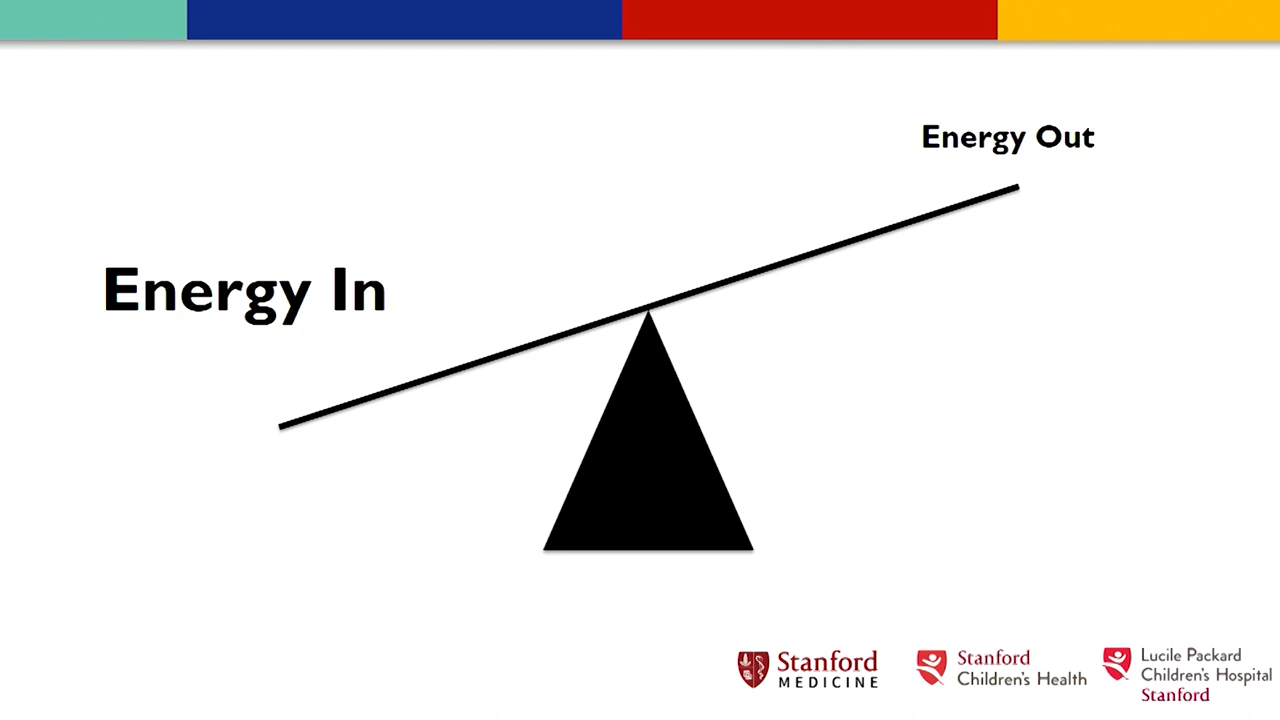 Energy Out
Energy In
Stanford
MEDICINE
Stanford
Children's Health
Lucile Packard
Children's Hospital
Stanford